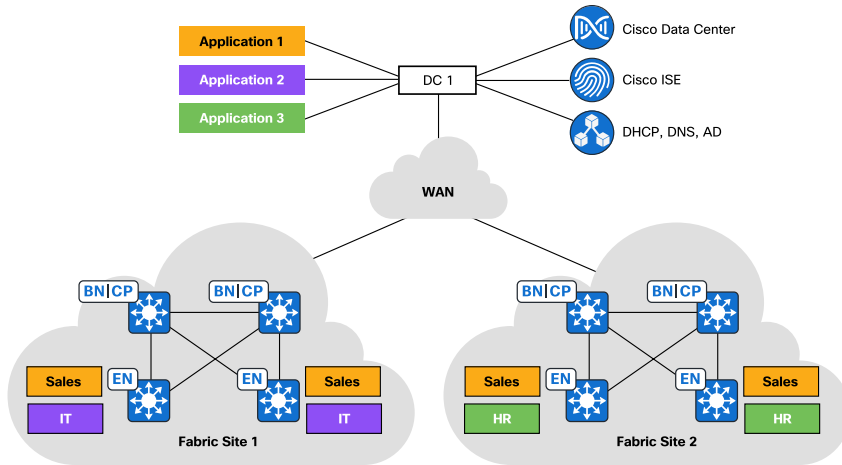 Application 1
Application 2
Application 3
DC 1
Cisco Data Center
Cisco ISE
DHCP, DNS, AD
WAN
BN|CP
BN|CP
BN|CP
BN|CP
EN
EN
EN
EN
Sales
IT
Sales
IT
Sales
HR
Sales
HR
Fabric Site 1
Fabric Site 2